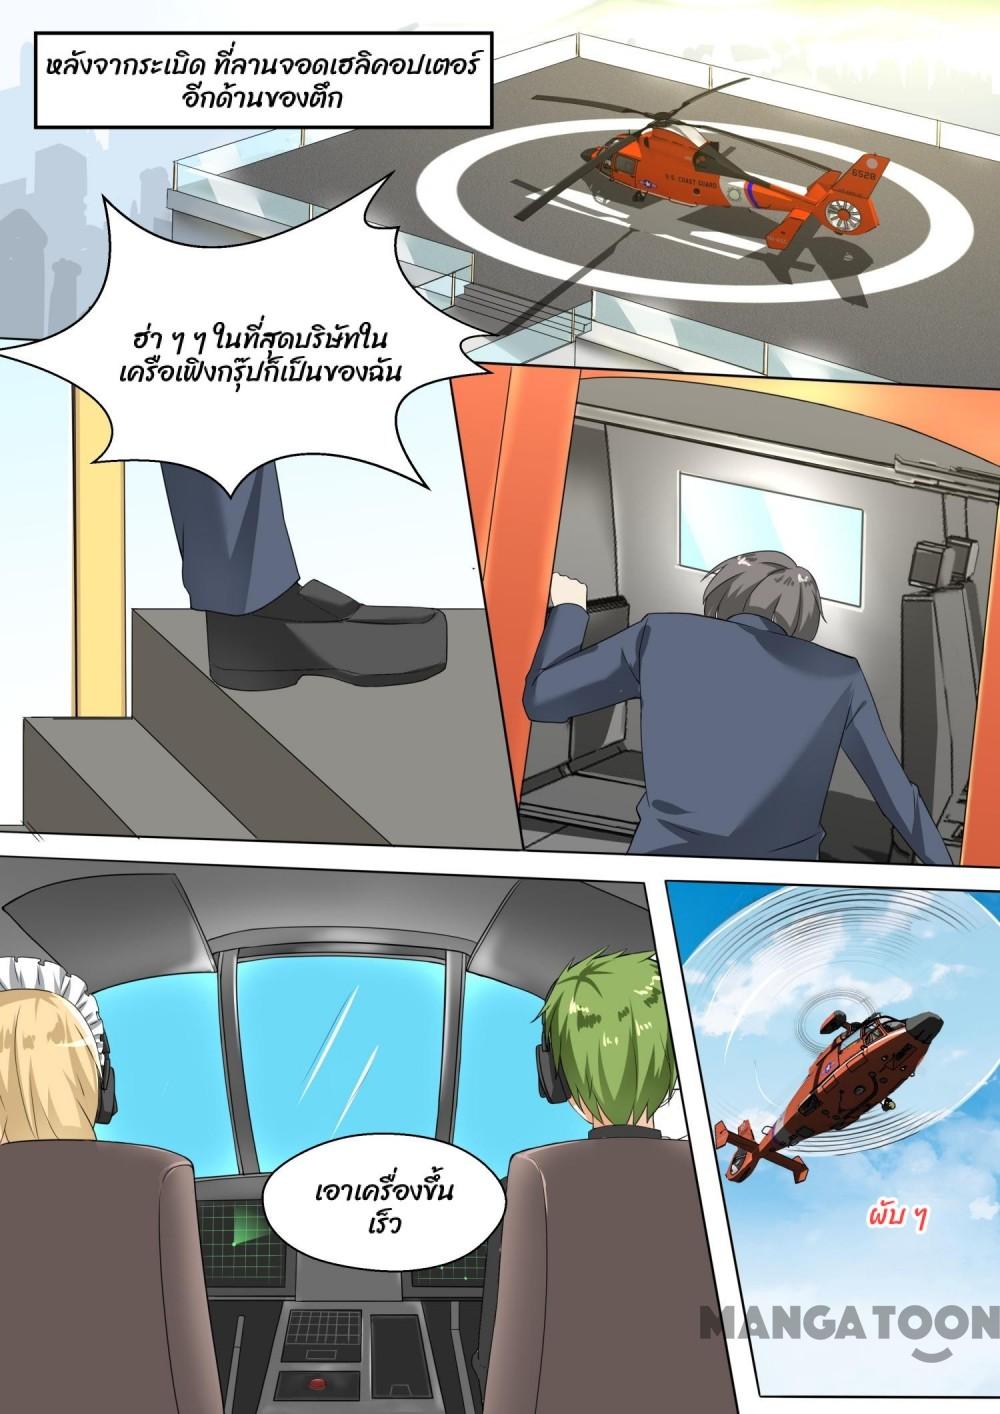 หลังจากระเบิด ที่ลานจอดเฮลิคอปเตอร์
อีกด้านของตึก
U.S. COAST GUARD
6528
ฮ่า ๆ ๆ ในที่สุดบริษัทใน
เครือเฟิงกรุ๊ปก็เป็นของฉัน
เอาเครื่องขึ้น
เร็ว
ผับ ๆ
MANGATOON